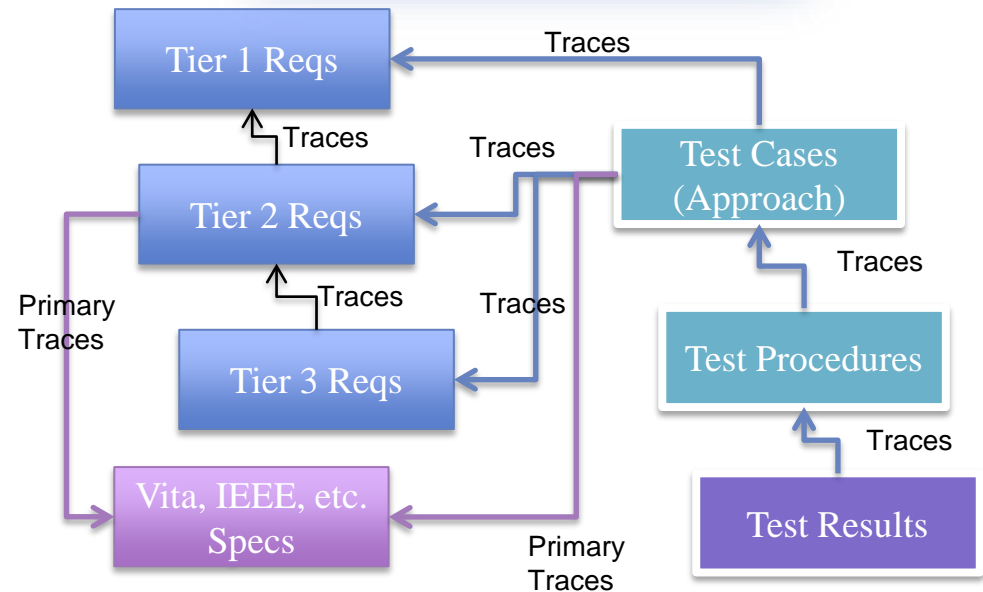 Tier 1 Reqs
Traces
Traces
Traces
Test Cases
(Approach)
Tier 2 Reqs
Traces
Primary
Traces
Traces
Traces
Tier 3 Reqs
Test Procedures
Traces
Vita, IEEE, etc.
Specs
Test Results
Primary
Traces